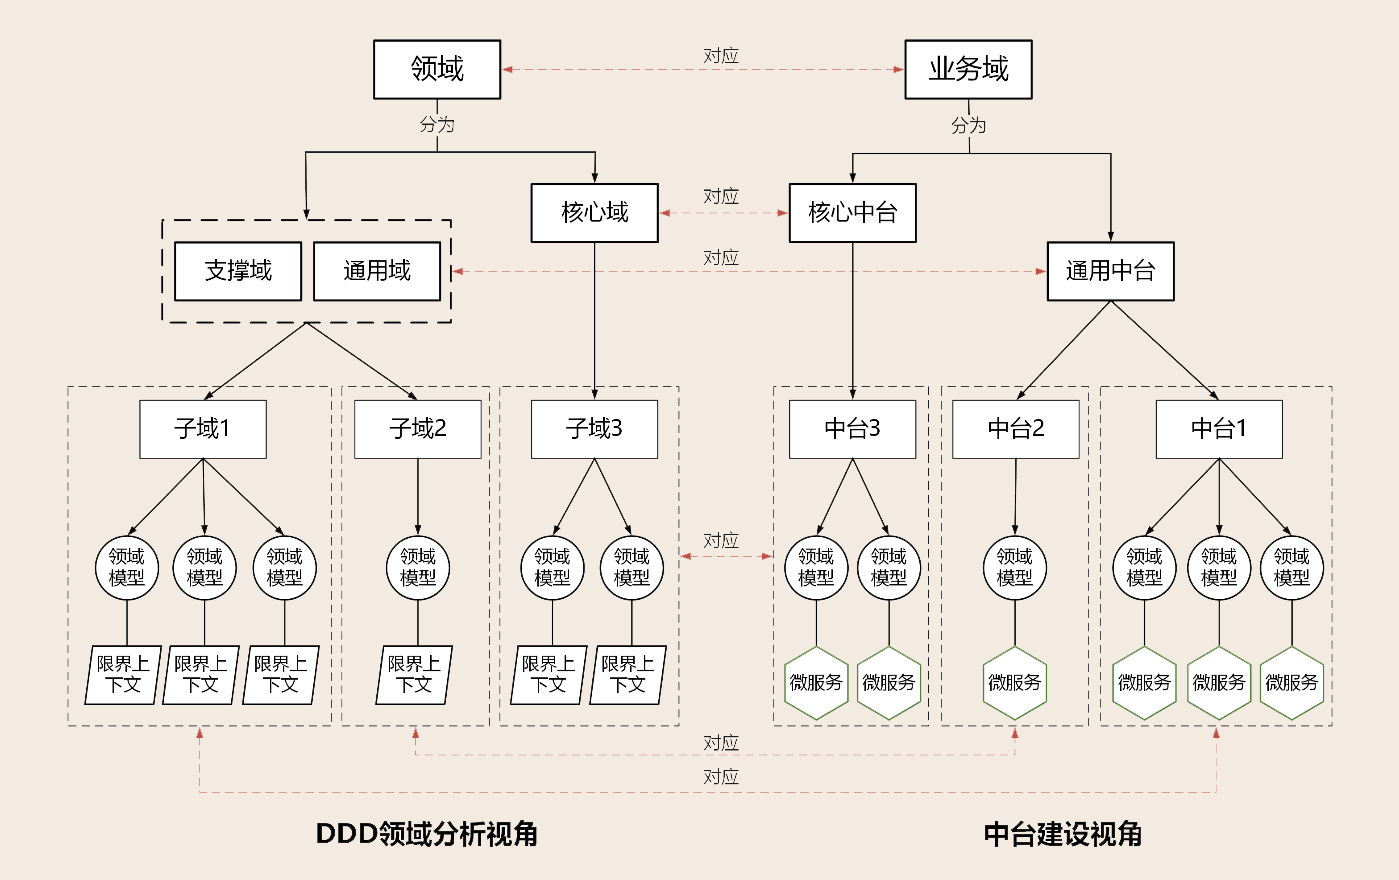 领域
对应
业务域
分为
分为
核心域
对应
核心中台
支撑域
通用域
对应
通用中台
子域1
子域2
子域3
中台3
中台2
中台1
领域
模型
领域
模型
领域
模型
领域
模型
领域
模型
领域
模型
对应
领域
模型
领域
模型
领域
模型
领域
模型
领域
模型
领域
模型
限界上
下文
限界上
下文
限界上
下文
限界上
下文
限界上
下文
限界上
下文
微服务
微服务
微服务
微服务
微服务
微服务
对应
对应
DDD领域分析视角
中台建设视角